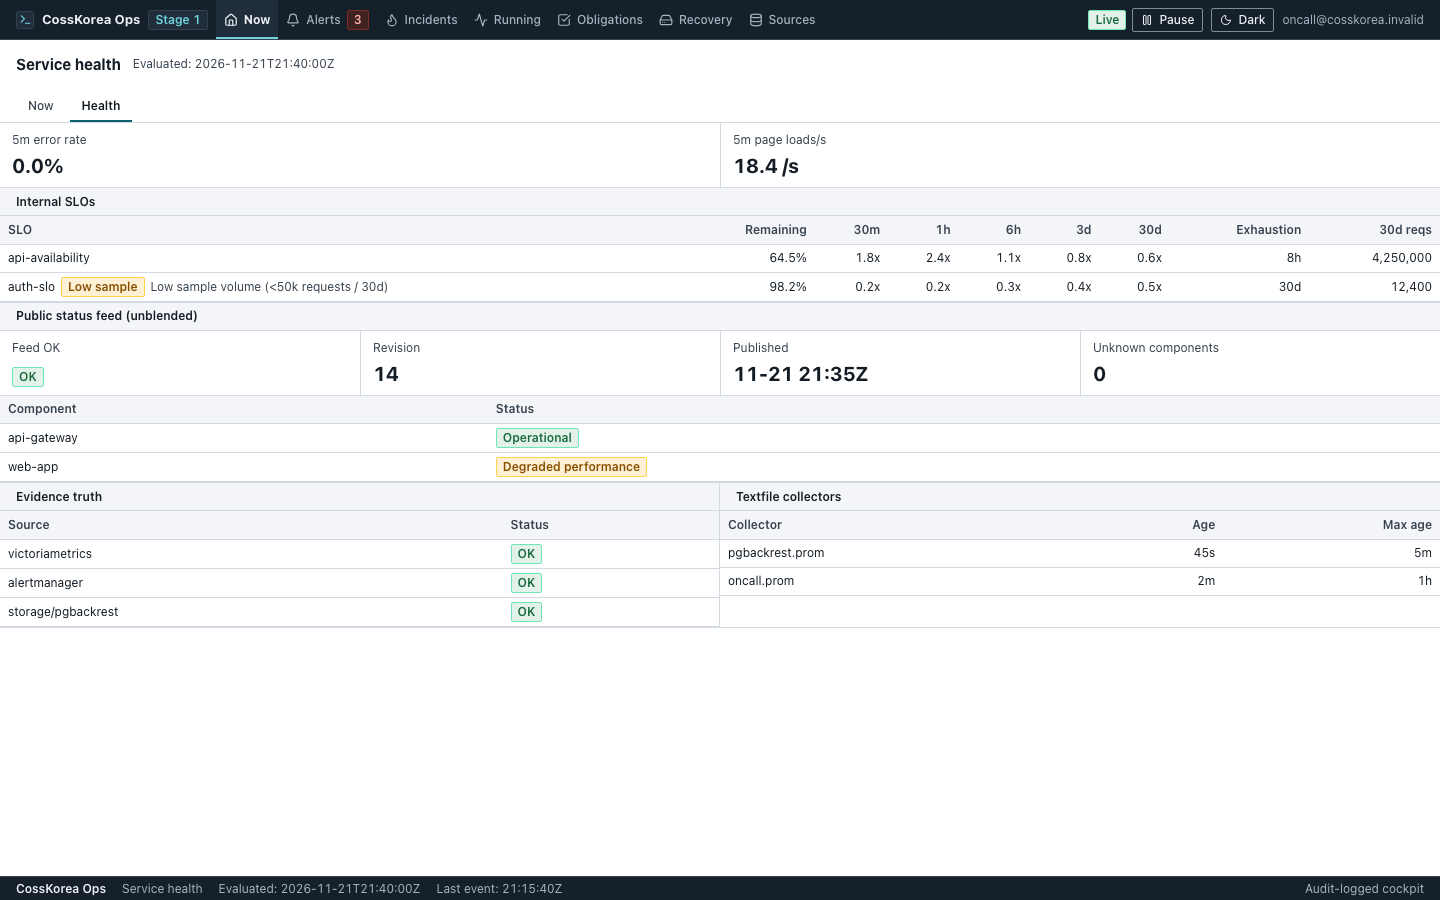 CossKorea Ops Stage 1 Now Alerts 3 Incidents Running Obligations Recovery Sources Live Pause Dark oncall@cosskorea.invalid
Service health Evaluated: 2026-11-21T21:40:00Z
Now Health
5m error rate 5m page loads/s
0.0% 18.4 /s
Internal SLOs
SLO Remaining 30m 1h 6h 3d 30d Exhaustion 30d reqs
api-availability 64.5% 1.8x 2.4x 1.1x 0.8x 0.6x 8h 4,250,000
auth-slo Low sample Low sample volume (<50k requests / 30d) 98.2% 0.2x 0.2x 0.3x 0.4x 0.5x 30d 12,400
Public status feed (unblended)
Feed OK Revision Published Unknown components
OK 14 11-21 21:35Z 0
Component Status
api-gateway Operational
web-app Degraded performance
Evidence truth Textfile collectors
Source Status Collector Age Max age
victoriametrics OK pgbackrest.prom 45s 5m
alertmanager OK oncall.prom 2m 1h
storage/pgbackrest OK
CossKorea Ops Service health Evaluated: 2026-11-21T21:40:00Z Last event: 21:15:40Z Audit-logged cockpit